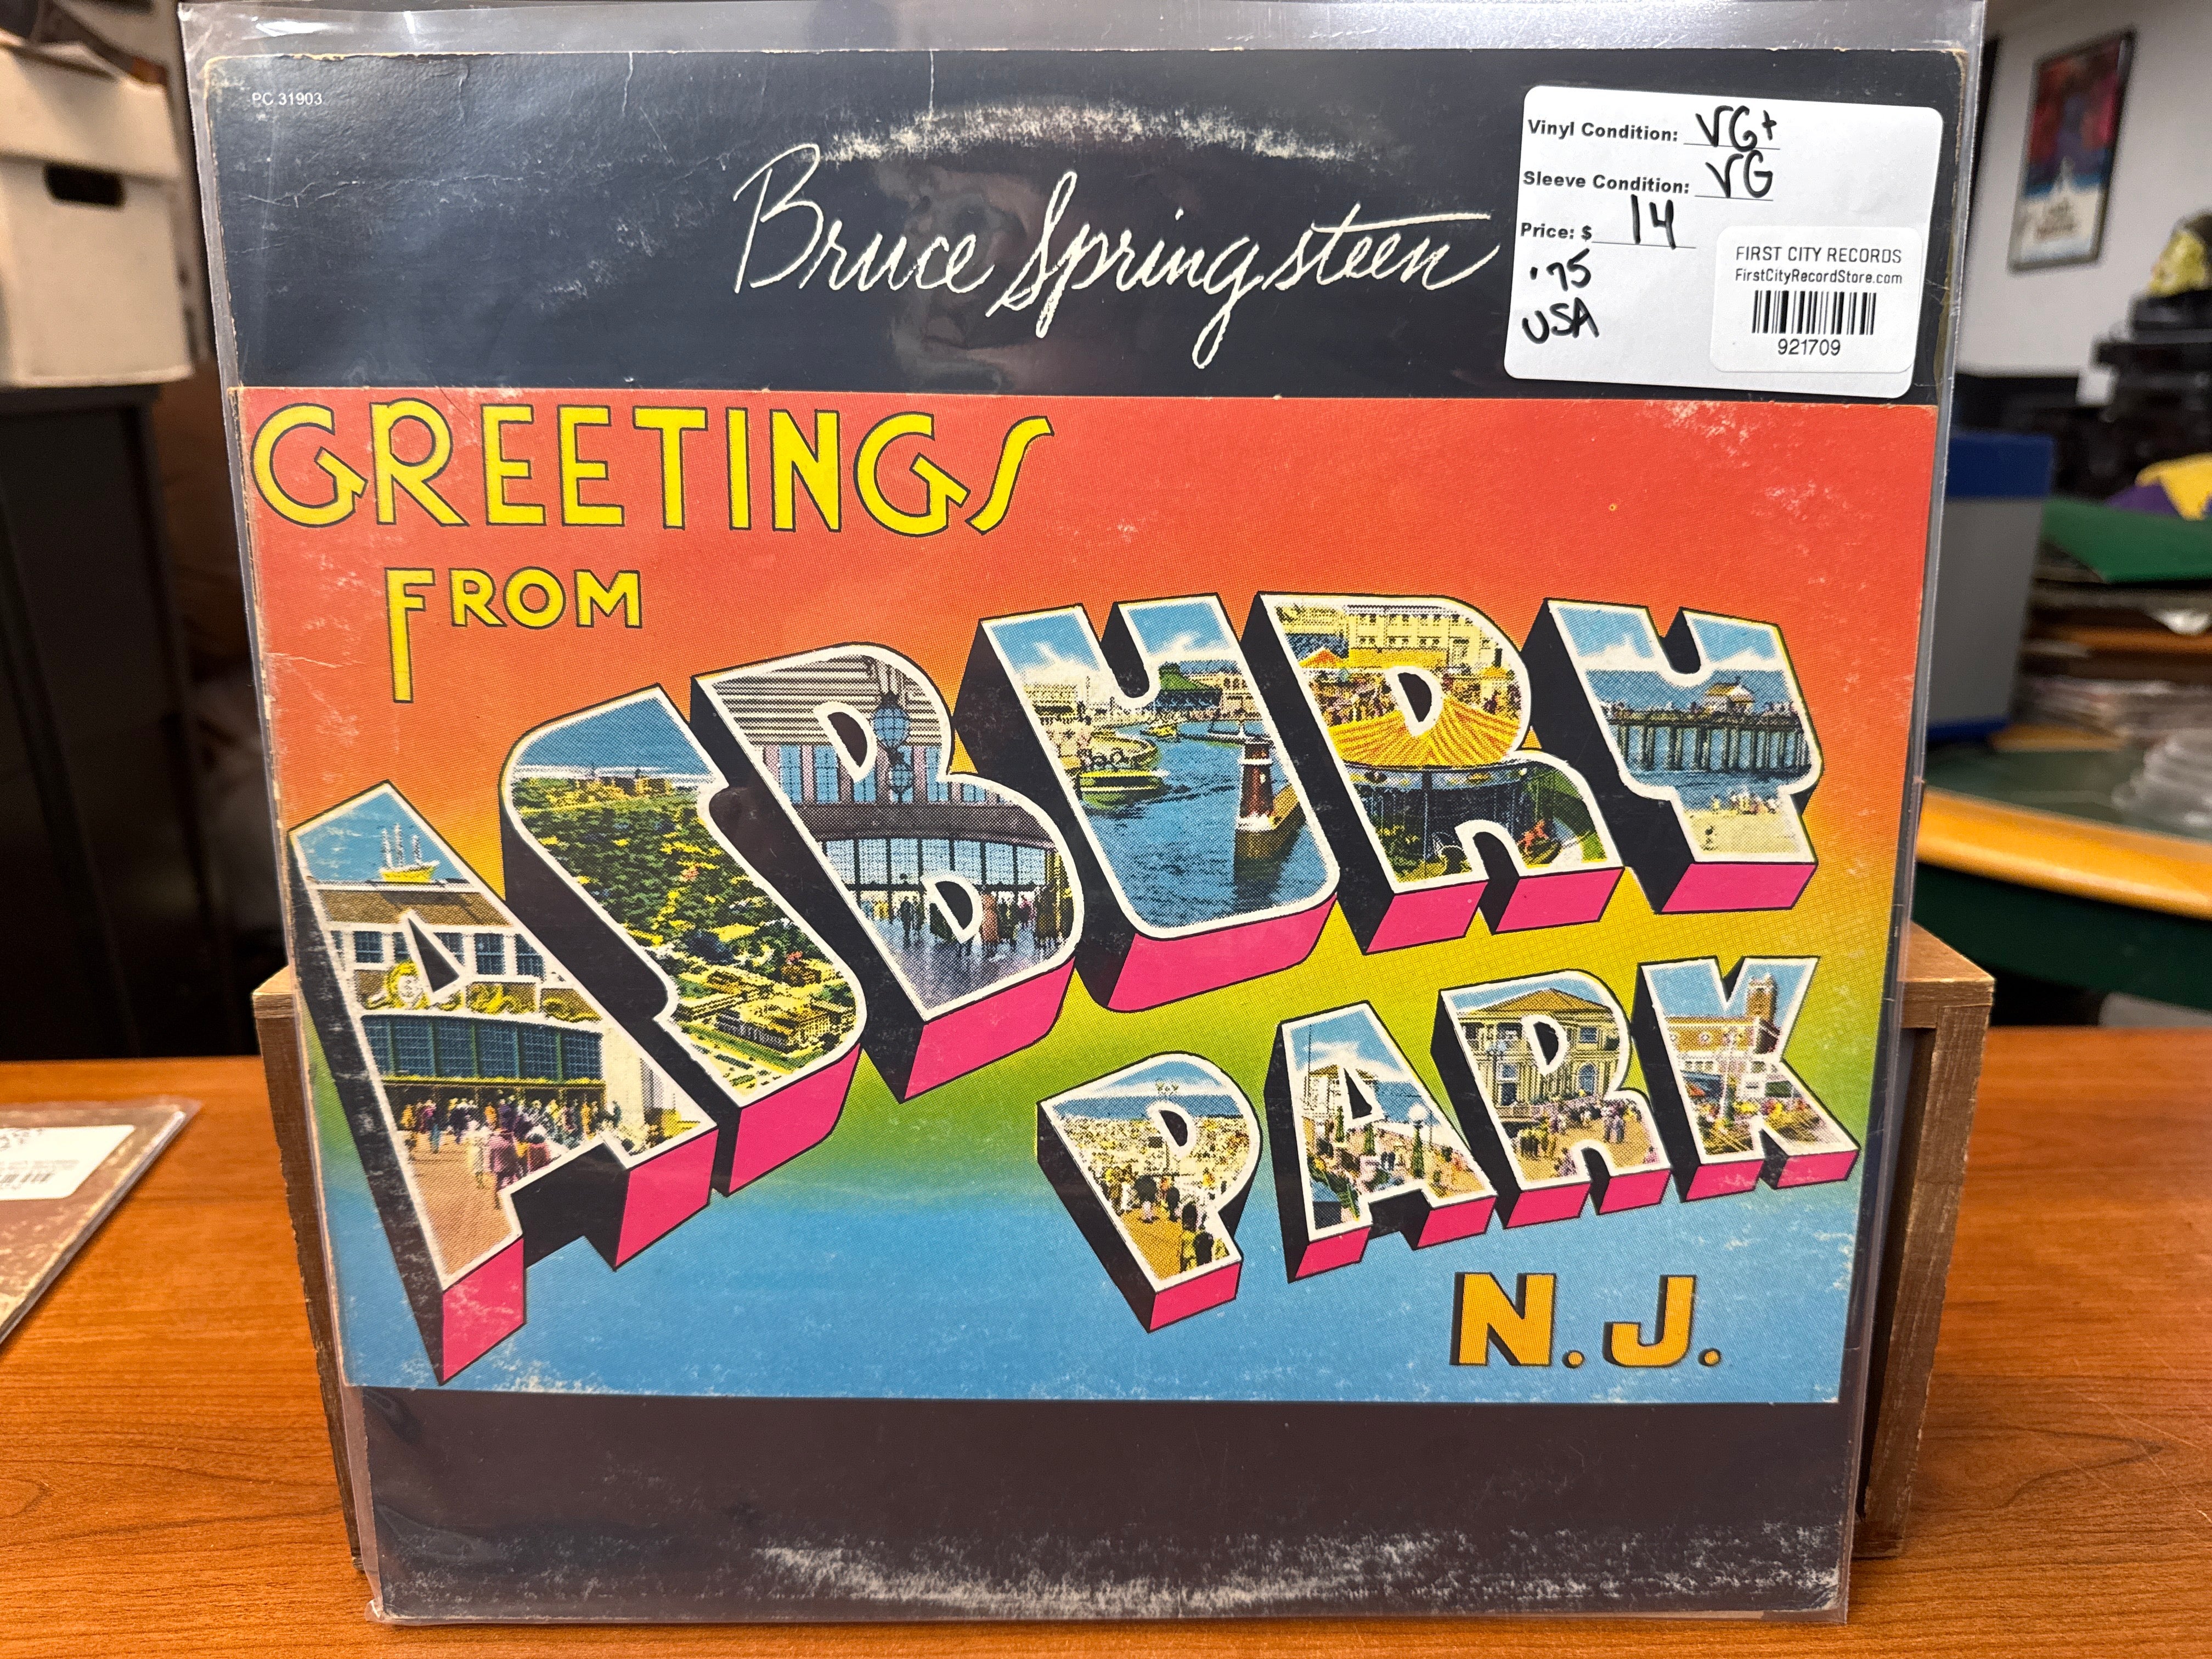 PC 31903
Bruce Springsteen
Vinyl Condition: VG+
Sleeve Condition: VG
Price: $ 14
'75
USA
FIRST CITY RECORDS
FirstCityRecordStore.com
921709
GREETINGS
FROM
ASBURY
PARK
N.J.